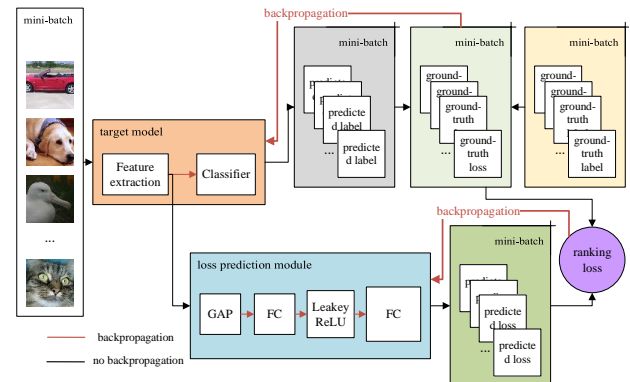 backpropagation
mini-batch
mini-batch
mini-batch
mini-batch
predicte
d label
predicte
d label
...
ground-
ground-
ground-
truth
ground-
truth
loss
...
ground-
ground-
ground-
truth
ground-
truth
label
...
target model
Feature
extraction
Classifier
...
backpropagation
mini-batch
ranking
loss
loss prediction module
GAP
FC
Leakey
ReLU
FC
predicte
d loss
predicte
d loss
...
backpropagation
no backpropagation